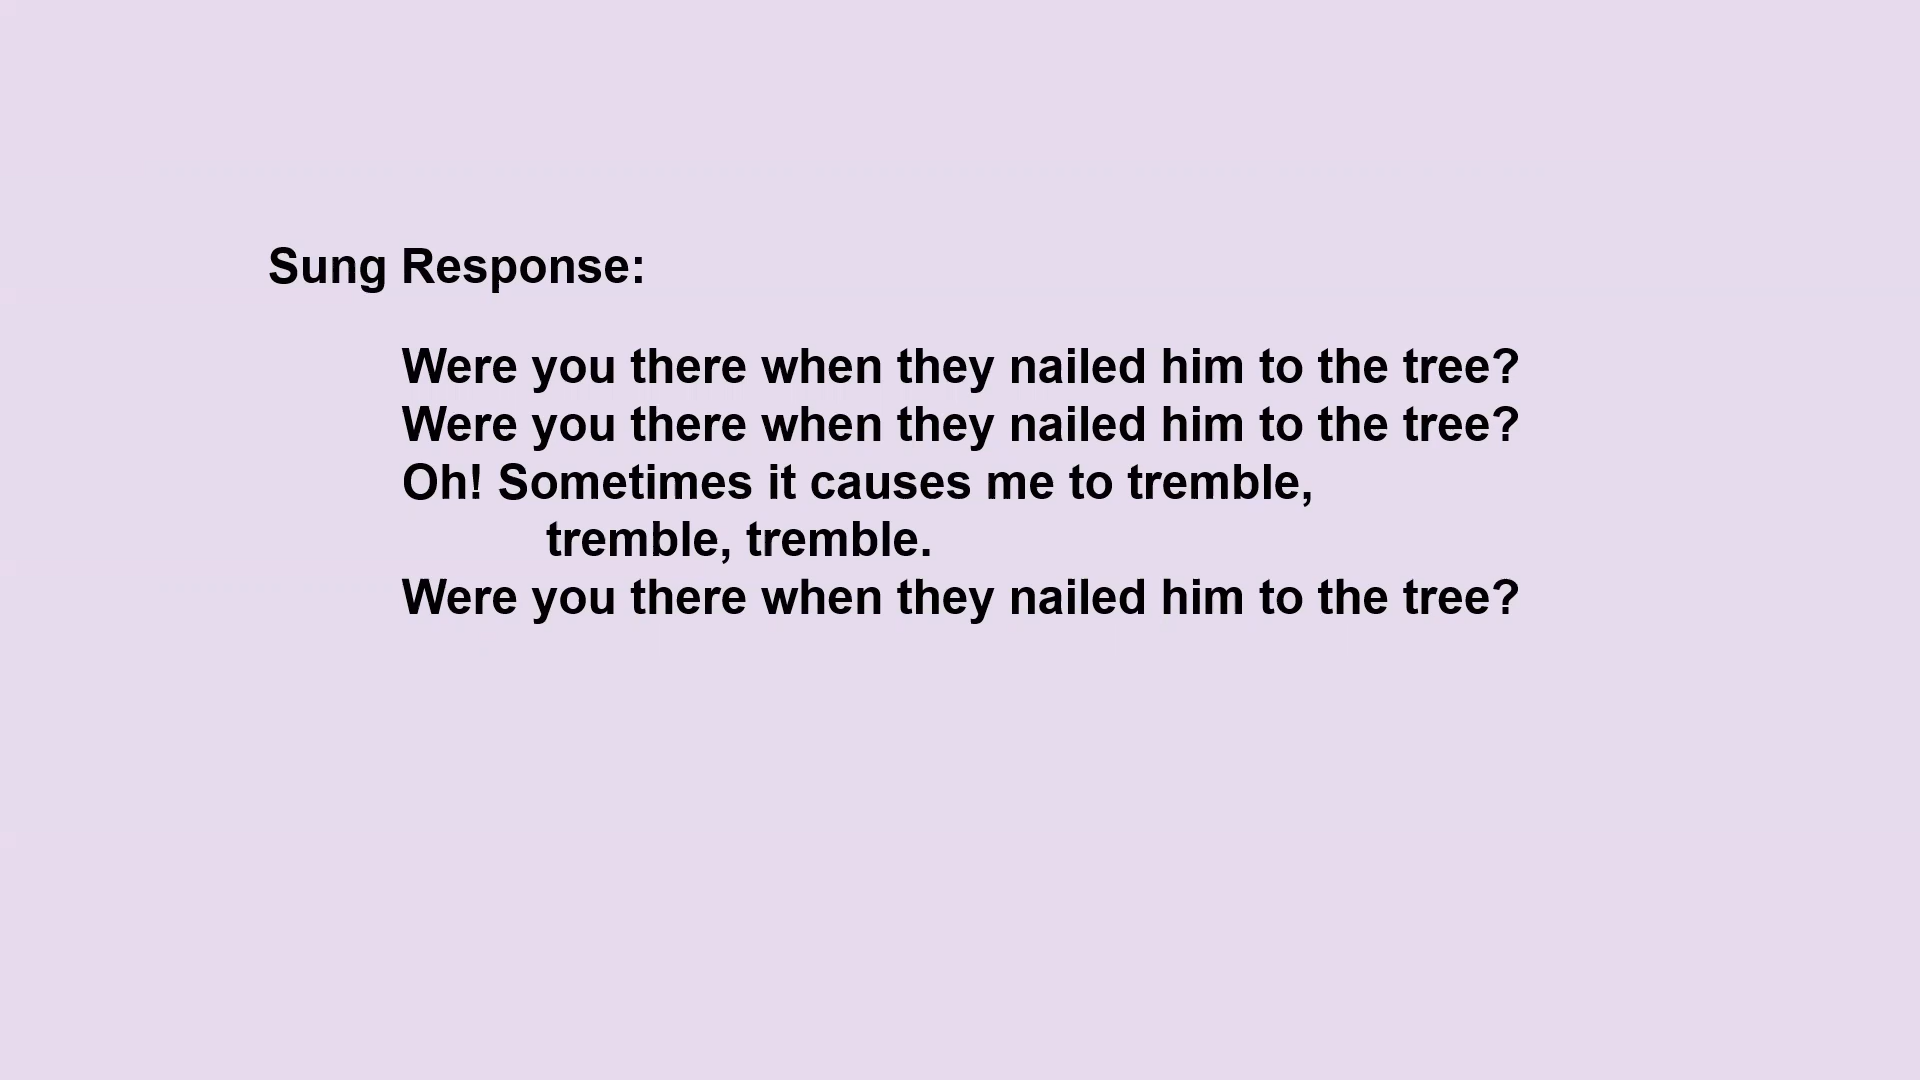 Sung Response:
Were you there when they nailed him to the tree?
Were you there when they nailed him to the tree?
Oh! Sometimes it causes me to tremble,
tremble, tremble.
Were you there when they nailed him to the tree?